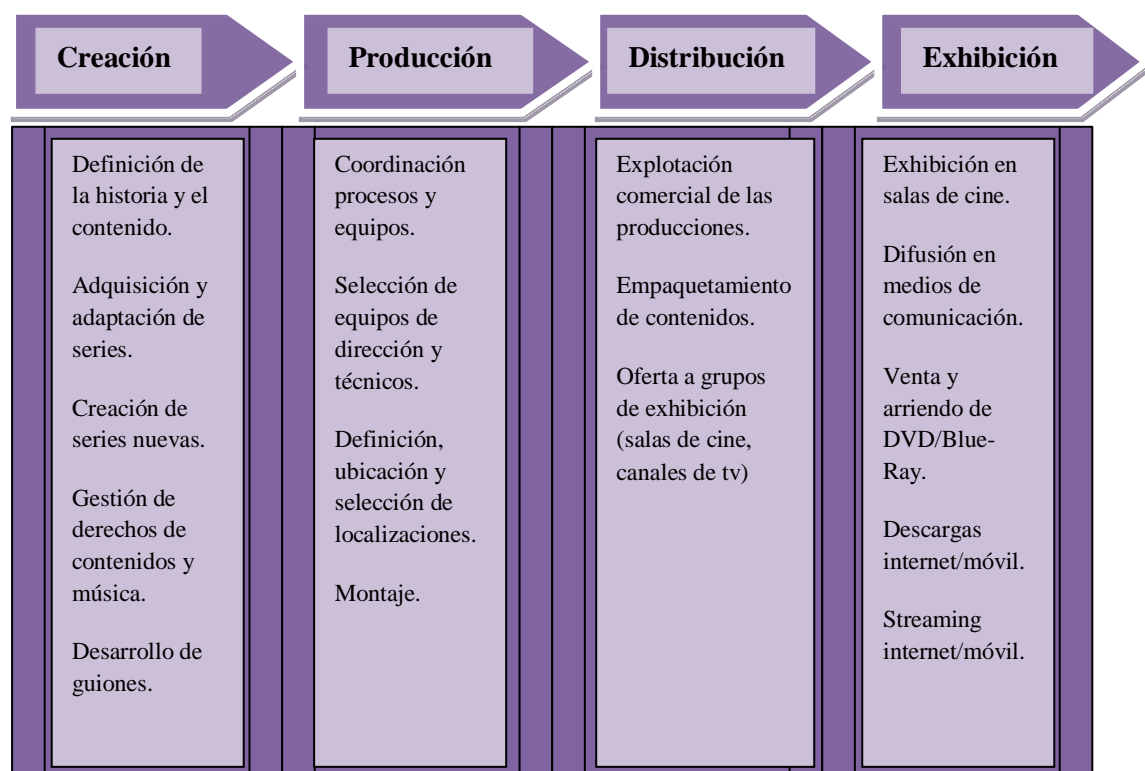 Creación
Producción
Distribución
Exhibición
Definición de
la historia y el
contenido.
Adquisición y
adaptación de
series.
Creación de
series nuevas.
Gestión de
derechos de
contenidos y
música.
Desarrollo de
guiones.
Coordinación
procesos y
equipos.
Selección de
equipos de
dirección y
técnicos.
Definición,
ubicación y
selección de
localizaciones.
Montaje.
Explotación
comercial de las
producciones.
Empaquetamiento
de contenidos.
Oferta a grupos
de exhibición
(salas de cine,
canales de tv)
Exhibición en
salas de cine.
Difusión en
medios de
comunicación.
Venta y
arriendo de
DVD/Blue-
Ray.
Descargas
internet/móvil.
Streaming
internet/móvil.